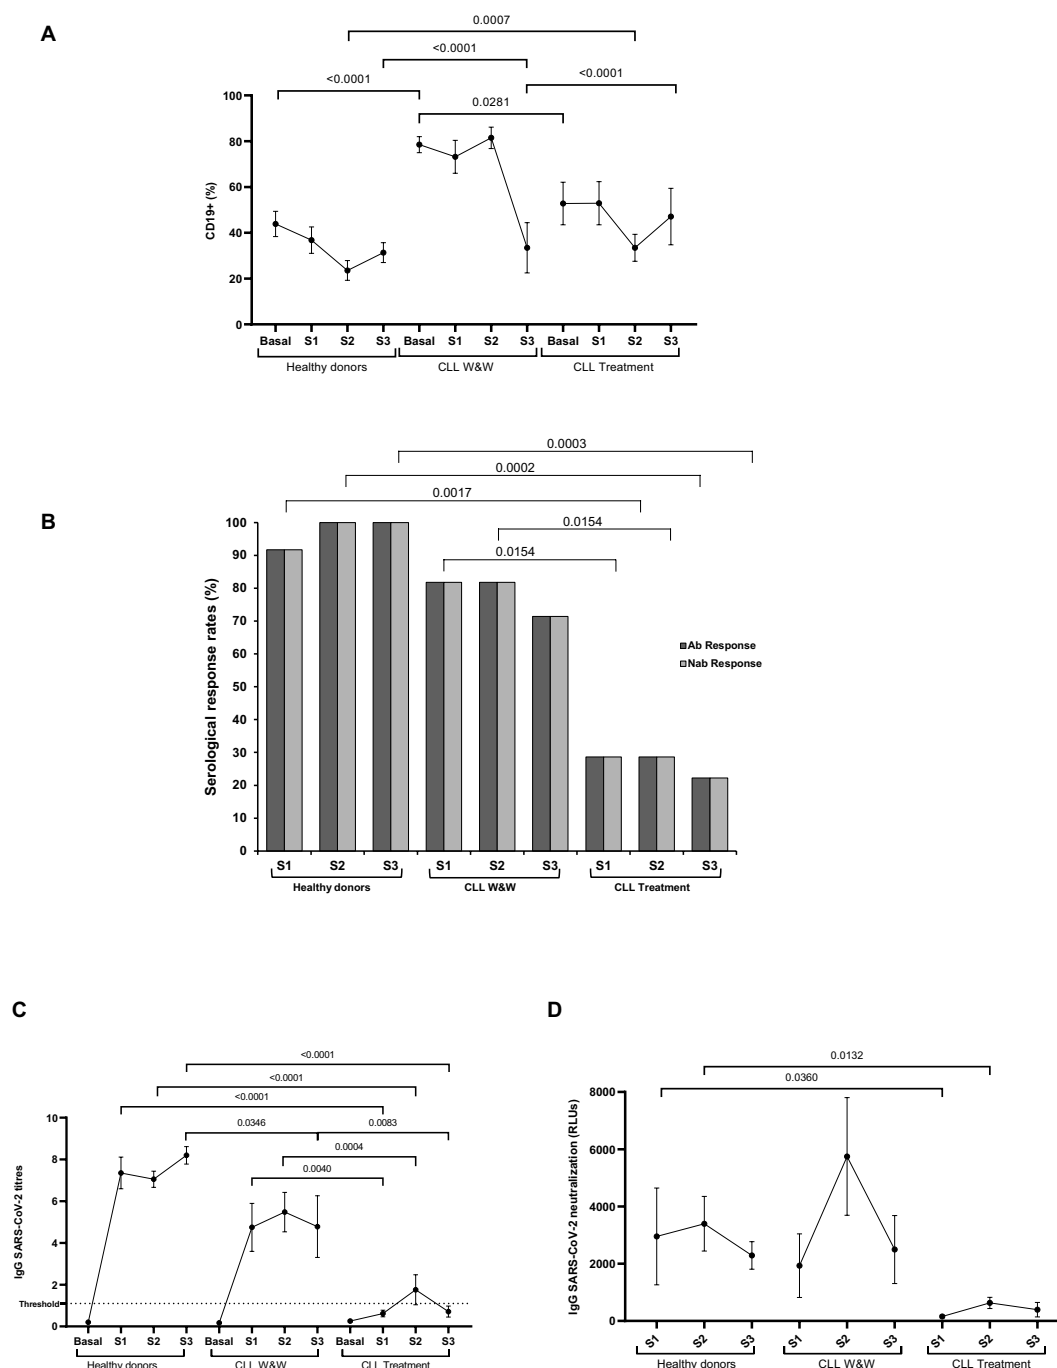 A
0.0007
<0.0001
<0.0001 <0.0001
0.0281
100
80
60
40
20
0
CD19+ (%)
Basal S1 S2 S3 Basal S1 S2 S3 Basal S1 S2 S3
Healthy donors CLL W&W CLL Treatment
B
0.0003
0.0002
0.0017
0.0154
0.0154
100
90
80
70
60
50
40
30
20
10
0
Serological response rates (%)
Ab Response
Nab Response
S1 S2 S3 S1 S2 S3 S1 S2 S3
Healthy donors CLL W&W CLL Treatment
C
<0.0001
<0.0001
<0.0001
0.0346 0.0083
0.0004
0.0040
10
8
6
4
2
Threshold
0
IgG SARS-CoV-2 titres
Basal S1 S2 S3 Basal S1 S2 S3 Basal S1 S2 S3
Healthy donors CLL W&W CLL Treatment
D
0.0132
0.0360
8000
6000
4000
2000
0
IgG SARS-CoV-2 neutralization (RLUs)
S1 S2 S3 S1 S2 S3 S1 S2 S3
Healthy donors CLL W&W CLL Treatment